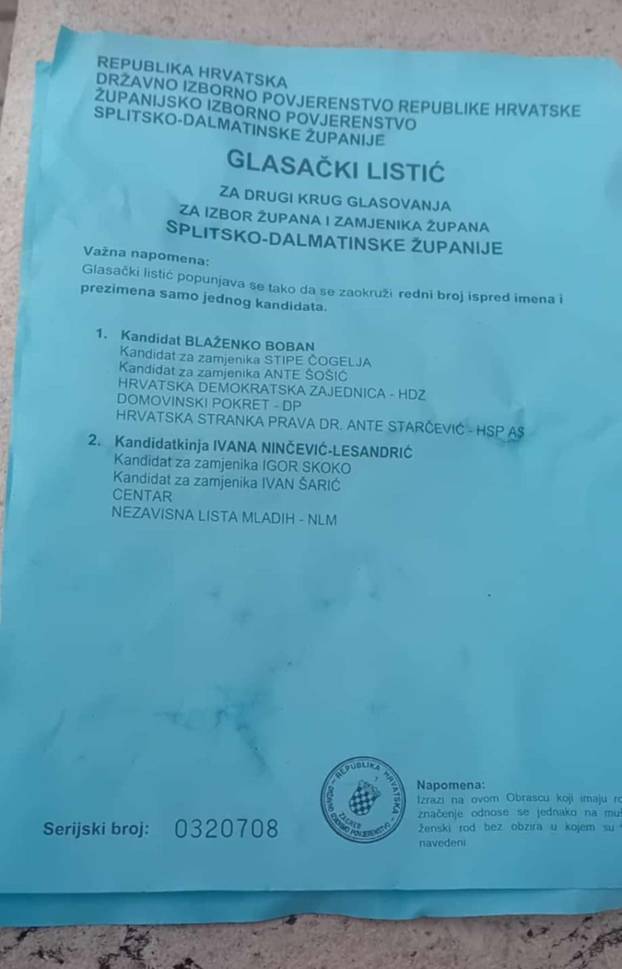 REPUBLIKA HRVATSKA
DRŽAVNO IZBORNO POVJERENSTVO REPUBLIKE HRVATSKE
ŽUPANIJSKO IZBORNO POVJERENSTVO
SPLITSKO-DALMATINSKE ŽUPANIJE
GLASAČKI LISTIĆ
ZA DRUGI KRUG GLASOVANJA
ZA IZBOR ŽUPANA I ZAMJENIKA ŽUPANA
SPLITSKO-DALMATINSKE ŽUPANIJE
Važna napomena:
Glasački listić popunjava se tako da se zaokruži redni broj ispred imena i
prezimena samo jednog kandidata.
1. Kandidat BLAŽENKO BOBAN
Kandidat za zamjenika STIPE ČOGELJA
Kandidat za zamjenika ANTE ŠOŠIĆ
HRVATSKA DEMOKRATSKA ZAJEDNICA - HDZ
DOMOVINSKI POKRET - DP
HRVATSKA STRANKA PRAVA DR. ANTE STARČEVIĆ - HSP AS
2. Kandidatkinja IVANA NINČEVIĆ-LESANDRIĆ
Kandidat za zamjenika IGOR SKOKO
Kandidat za zamjenika IVAN ŠARIĆ
CENTAR
NEZAVISNA LISTA MLADIH - NLM
REPUBLIKA HRVATSKA
DRŽAVNO IZBORNO POVJERENSTVO
ZAGREB
Napomena:
Izrazi na ovom Obrascu koji imaju
značenje odnose se jednako na
ženski rod bez obzira u kojem su
navedeni
Serijski broj: 0320708